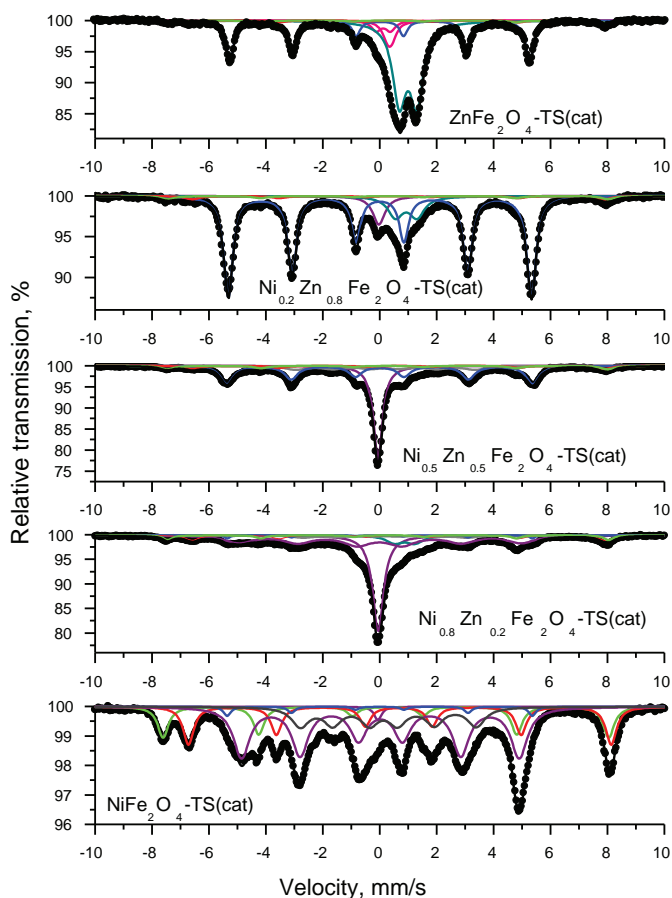 Relative transmission, %
100
95
90
85
ZnFe2O4-TS(cat)
-10 -8 -6 -4 -2 0 2 4 6 8 10
100
95
90
Ni0.2Zn0.8Fe2O4-TS(cat)
-10 -8 -6 -4 -2 0 2 4 6 8 10
100
95
90
85
80
75
Ni0.5Zn0.5Fe2O4-TS(cat)
-10 -8 -6 -4 -2 0 2 4 6 8 10
100
95
90
85
80
Ni0.8Zn0.2Fe2O4-TS(cat)
-10 -8 -6 -4 -2 0 2 4 6 8 10
100
99
98
97
96
NiFe2O4-TS(cat)
-10 -8 -6 -4 -2 0 2 4 6 8 10
Velocity, mm/s